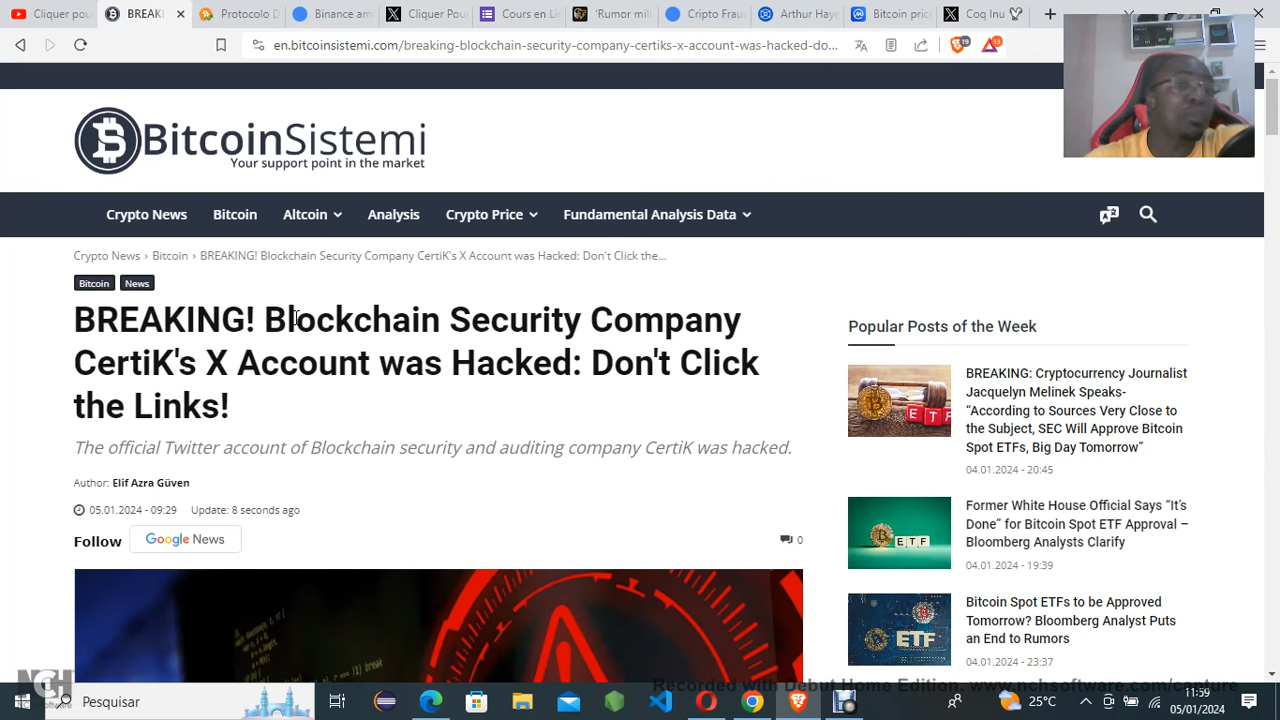 Cliquer pou
BREAKI
Protocolo D
Binance am
Cliquer Pou
Cours en Li
'Rumor mill
Cripto Frau
Arthur Haye
Bitcoin price
Coq Inu
en.bitcoinsistemi.com/breaking-blockchain-security-company-certiks-x-account-was-hacked-do...
19
13
BitcoinSistemi
Your support point in the market
Crypto News
Bitcoin
Altcoin
Analysis
Crypto Price
Fundamental Analysis Data
Crypto News › Bitcoin › BREAKING! Blockchain Security Company CertiK's X Account was Hacked: Don't Click the...
Bitcoin
News
BREAKING! Blockchain Security Company
CertiK's X Account was Hacked: Don't Click
the Links!
The official Twitter account of Blockchain security and auditing company CertiK was hacked.
Author: Elif Azra Güven
05.01.2024 - 09:29 Update: 8 seconds ago
Follow
Google News
0
break
Popular Posts of the Week
ETF
BREAKING: Cryptocurrency Journalist
Jacquelyn Melinek Speaks-
“According to Sources Very Close to
the Subject, SEC Will Approve Bitcoin
Spot ETFs, Big Day Tomorrow”
04.01.2024 - 20:45
ETF
Former White House Official Says “It’s
Done” for Bitcoin Spot ETF Approval –
Bloomberg Analysts Clarify
04.01.2024 - 19:39
ETF
Bitcoin Spot ETFs to be Approved
Tomorrow? Bloomberg Analyst Puts
an End to Rumors
04.01.2024 - 23:37
NCH
Recorded with Debut Home Edition. www.nchsoftware.com/capture
Pesquisar
25°C
11:59
05/01/2024